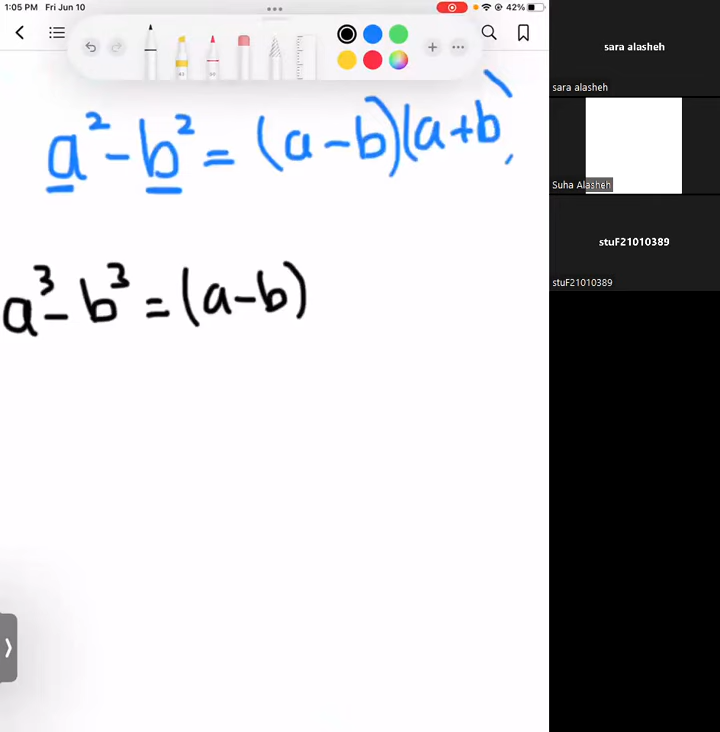 1:05 PM Fri Jun 10
42%
a² - b² = (a - b)(a + b)
a³ - b³ = (a - b)
sara alasheh
sara alasheh
Suha Alasheh
stuF21010389
stuF21010389